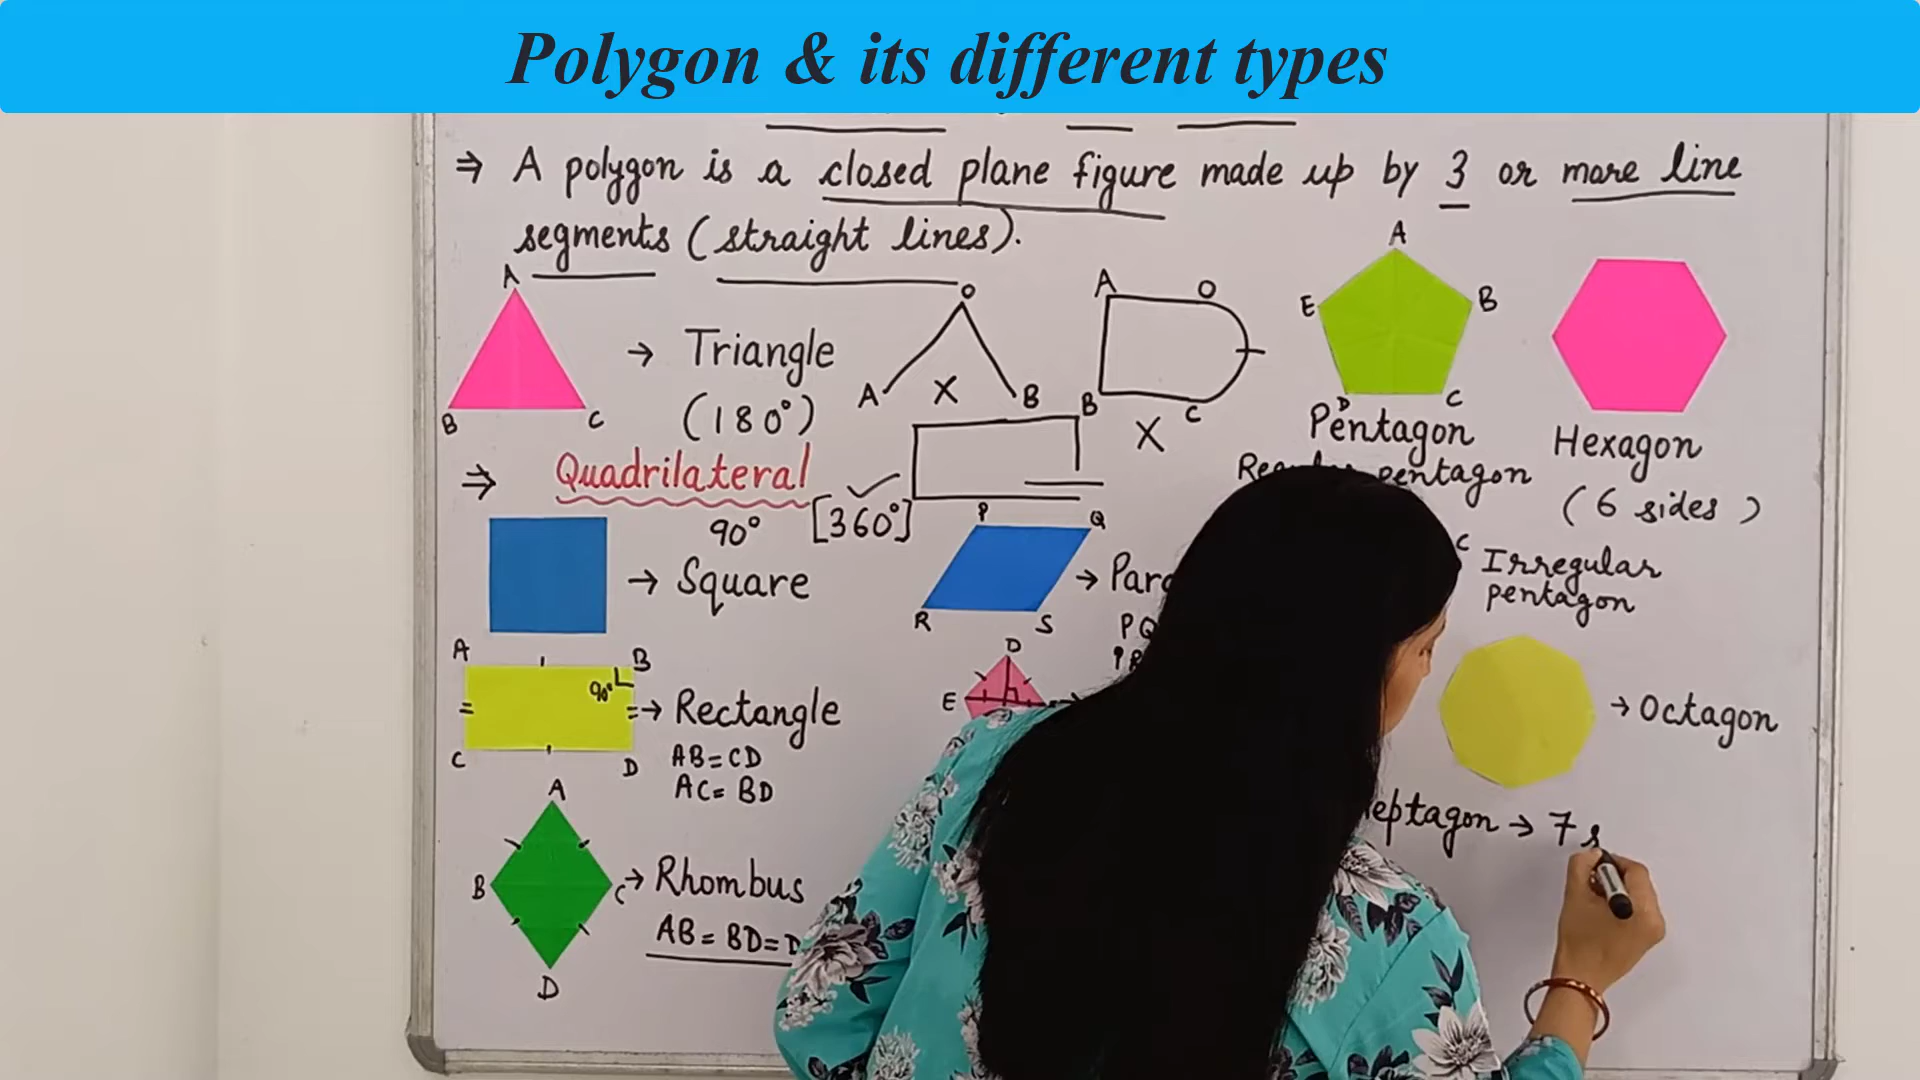 Polygon & its different types
⇒ A polygon is a closed plane figure made up by 3 or more line
segments (straight lines).
A
B
C
→ Triangle
(180°)
O
A
X
B
A
O
B
C
X
A
E
B
D
C
Pentagon
pentagon
Hexagon
(6 sides)
⇒ Quadrilateral
[360°]
90°
→ Square
P
Q
R
S
→
PQ
C
Irregular
pentagon
A
B
90°
C
D
→ Rectangle
AB = CD
AC = BD
D
E
→ Octagon
→ 7
A
B
C
D
→ Rhombus
AB = BD =